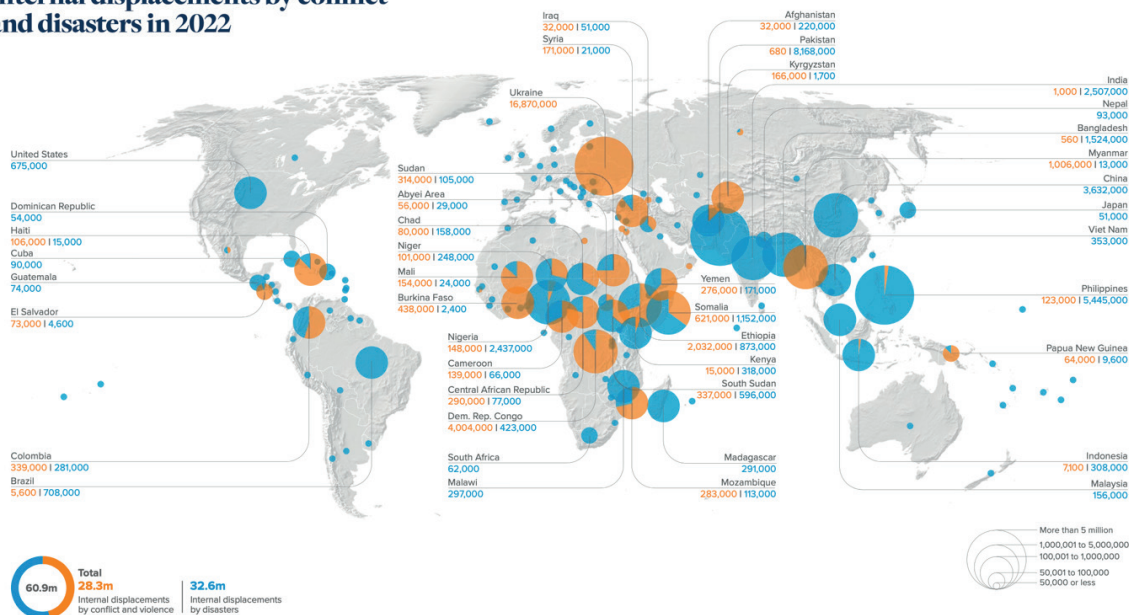 internal displacements by conflict
and disasters in 2022
Iraq
32,000 | 51,000
Syria
171,000 | 21,000
Afghanistan
32,000 | 220,000
Pakistan
680 | 8,168,000
Kyrgyzstan
166,000 | 1,700
India
1,000 | 2,507,000
Nepal
93,000
Bangladesh
560 | 1,524,000
Myanmar
1,006,000 | 13,000
China
3,632,000
Japan
51,000
Viet Nam
353,000
Philippines
123,000 | 5,445,000
Papua New Guinea
64,000 | 9,600
Indonesia
7,100 | 308,000
Malaysia
156,000
Ukraine
16,870,000
United States
675,000
Dominican Republic
54,000
Haiti
106,000 | 15,000
Cuba
90,000
Guatemala
74,000
El Salvador
73,000 | 4,600
Colombia
339,000 | 281,000
Brazil
5,600 | 708,000
Sudan
314,000 | 105,000
Abyei Area
56,000 | 29,000
Chad
80,000 | 158,000
Niger
101,000 | 248,000
Mali
154,000 | 24,000
Burkina Faso
438,000 | 2,400
Nigeria
148,000 | 2,437,000
Cameroon
139,000 | 66,000
Central African Republic
290,000 | 77,000
Dem. Rep. Congo
4,004,000 | 423,000
South Africa
62,000
Malawi
297,000
Yemen
276,000 | 171,000
Somalia
621,000 | 1,152,000
Ethiopia
2,032,000 | 873,000
Kenya
15,000 | 318,000
South Sudan
337,000 | 596,000
Madagascar
291,000
Mozambique
283,000 | 113,000
60.9m
Total
28.3m
Internal displacements
by conflict and violence
32.6m
Internal displacements
by disasters
More than 5 million
1,000,001 to 5,000,000
100,001 to 1,000,000
50,001 to 100,000
50,000 or less